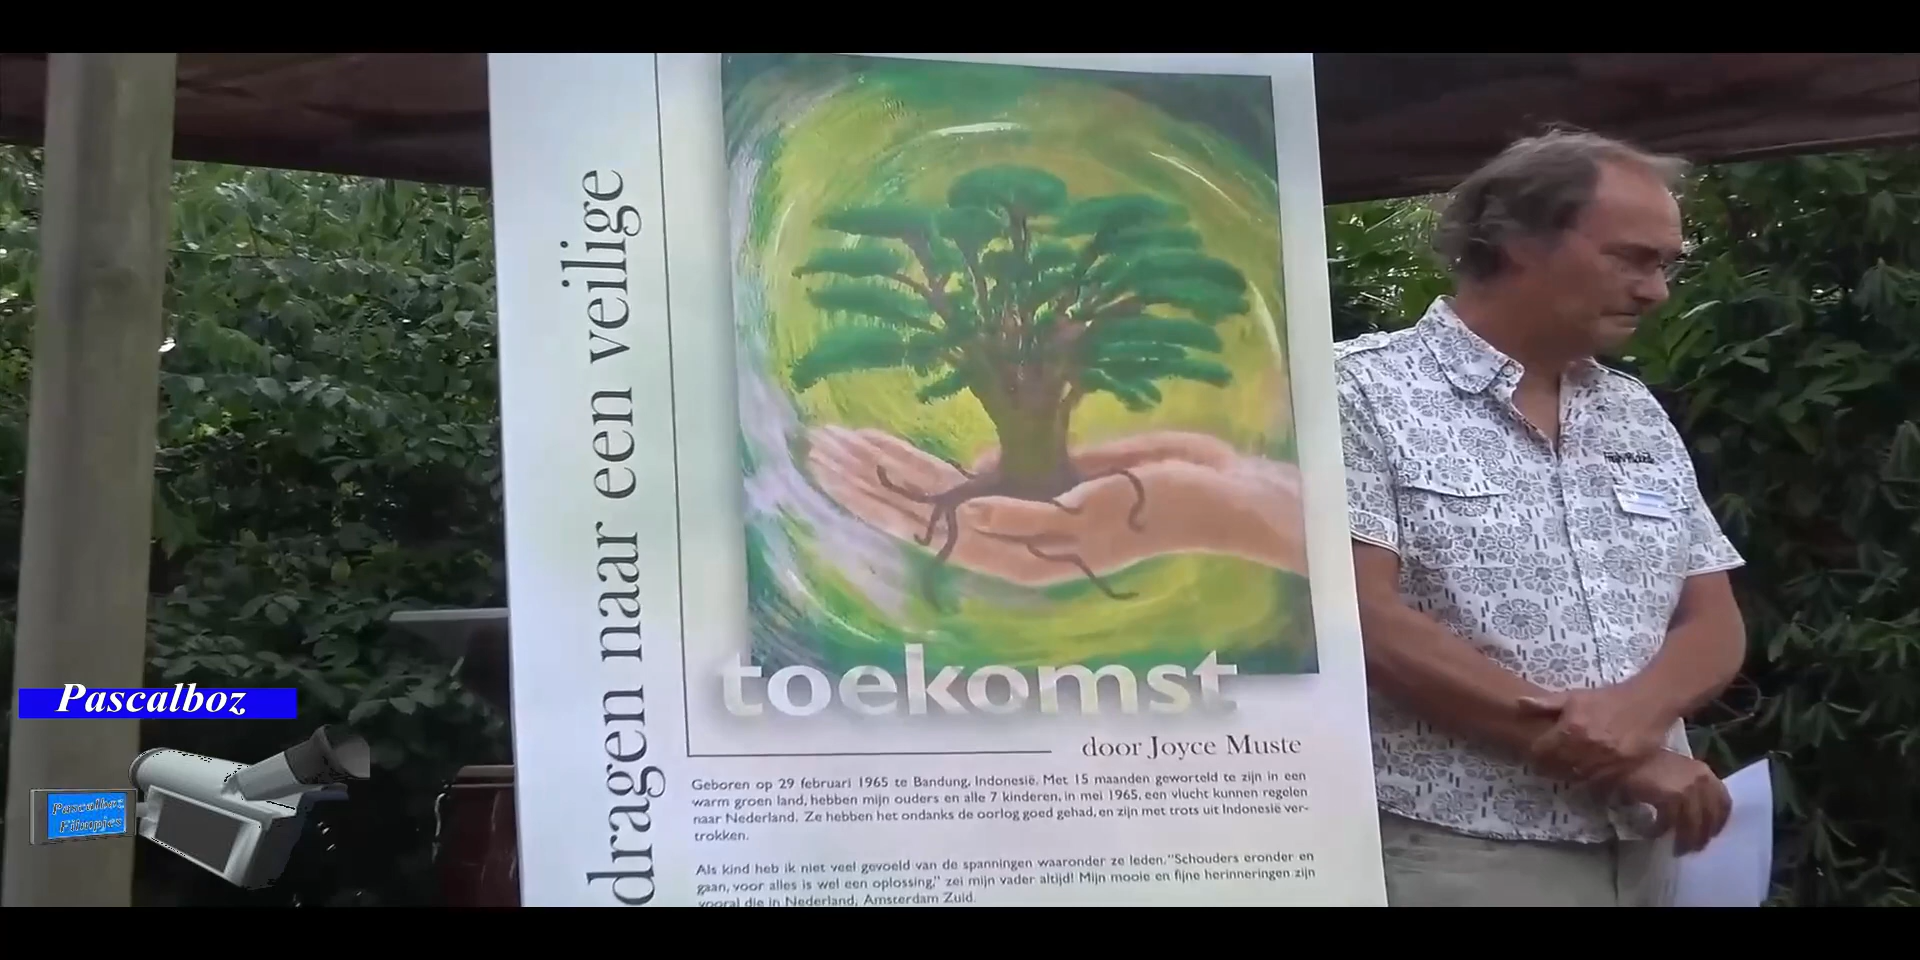 dragen naar een veilige
toekomst
door Joyce Muste
Geboren op 29 februari 1965 te Bandung, Indonesië. Met 15 maanden geworteld te zijn in een
warm groen land, hebben mijn ouders en alle 7 kinderen, in mei 1965, een vlucht kunnen regelen
naar Nederland. Ze hebben het ondanks de oorlog goed gehad, en zijn met trots uit Indonesië ver-
trokken.
Als kind heb ik niet veel gevoeld van de spanningen waaronder ze leden. "Schouders eronder en
gaan, voor alles is wel een oplossing," zei mijn vader altijd! Mijn mooie en fijne herinneringen zijn
vooral die in Nederland, Amsterdam Zuid.
Pascalboz
Pascalboz
Filmpjes